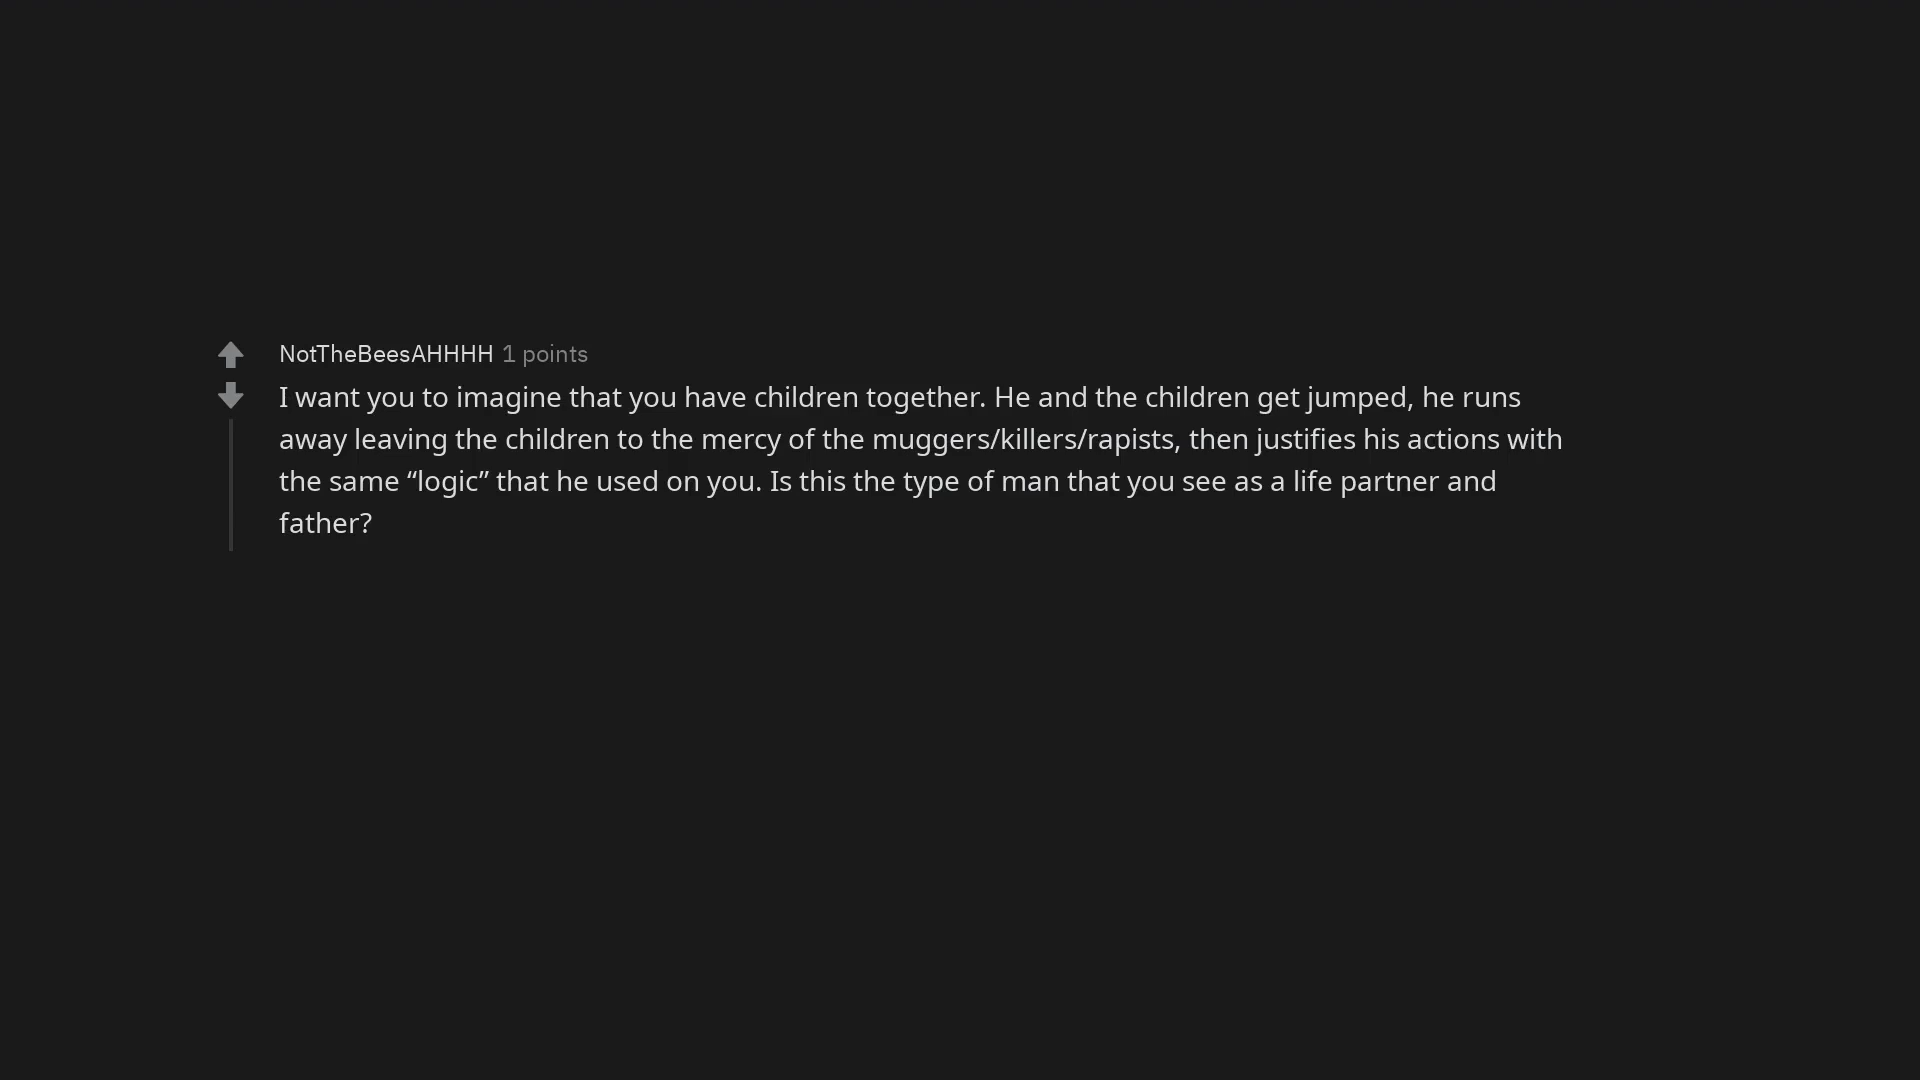 NotTheBeesAHHHH 1 points
I want you to imagine that you have children together. He and the children get jumped, he runs
away leaving the children to the mercy of the muggers/killers/rapists, then justifies his actions with
the same “logic” that he used on you. Is this the type of man that you see as a life partner and
father?